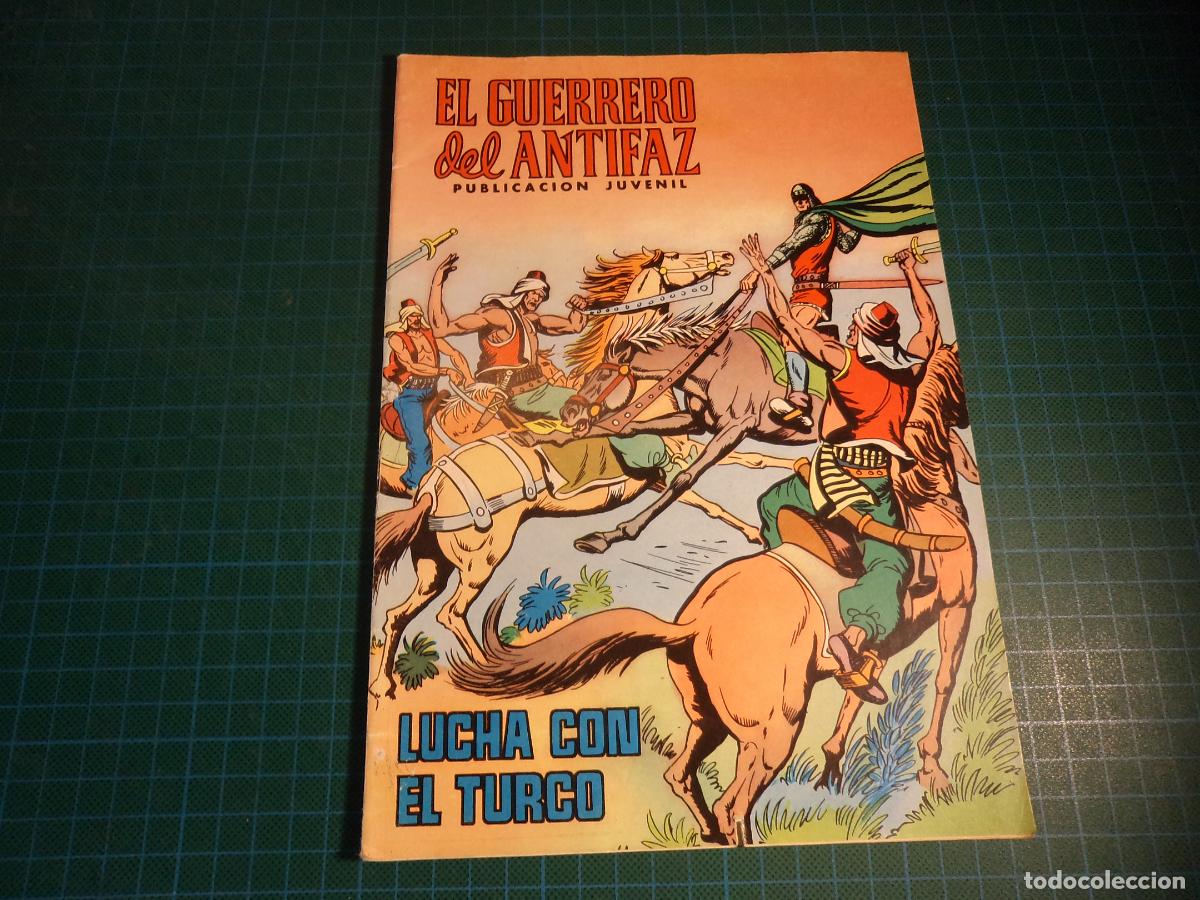 EL GUERRERO
del ANTIFAZ
PUBLICACION JUVENIL
LUCHA CON
EL TURCO
todocoleccion